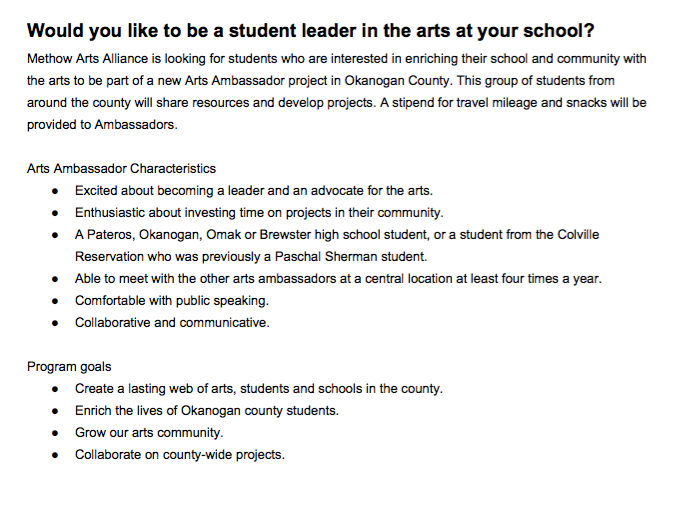 Would you like to be a student leader in the arts at your school?
Methow Arts Alliance is looking for students who are interested in enriching their school and community with
the arts to be part of a new Arts Ambassador project in Okanogan County. This group of students from
around the county will share resources and develop projects. A stipend for travel mileage and snacks will be
provided to Ambassadors.
Arts Ambassador Characteristics
● Excited about becoming a leader and an advocate for the arts.
● Enthusiastic about investing time on projects in their community.
● A Pateros, Okanogan, Omak or Brewster high school student, or a student from the Colville
Reservation who was previously a Paschal Sherman student.
● Able to meet with the other arts ambassadors at a central location at least four times a year.
● Comfortable with public speaking.
● Collaborative and communicative.
Program goals
● Create a lasting web of arts, students and schools in the county.
● Enrich the lives of Okanogan county students.
● Grow our arts community.
● Collaborate on county-wide projects.